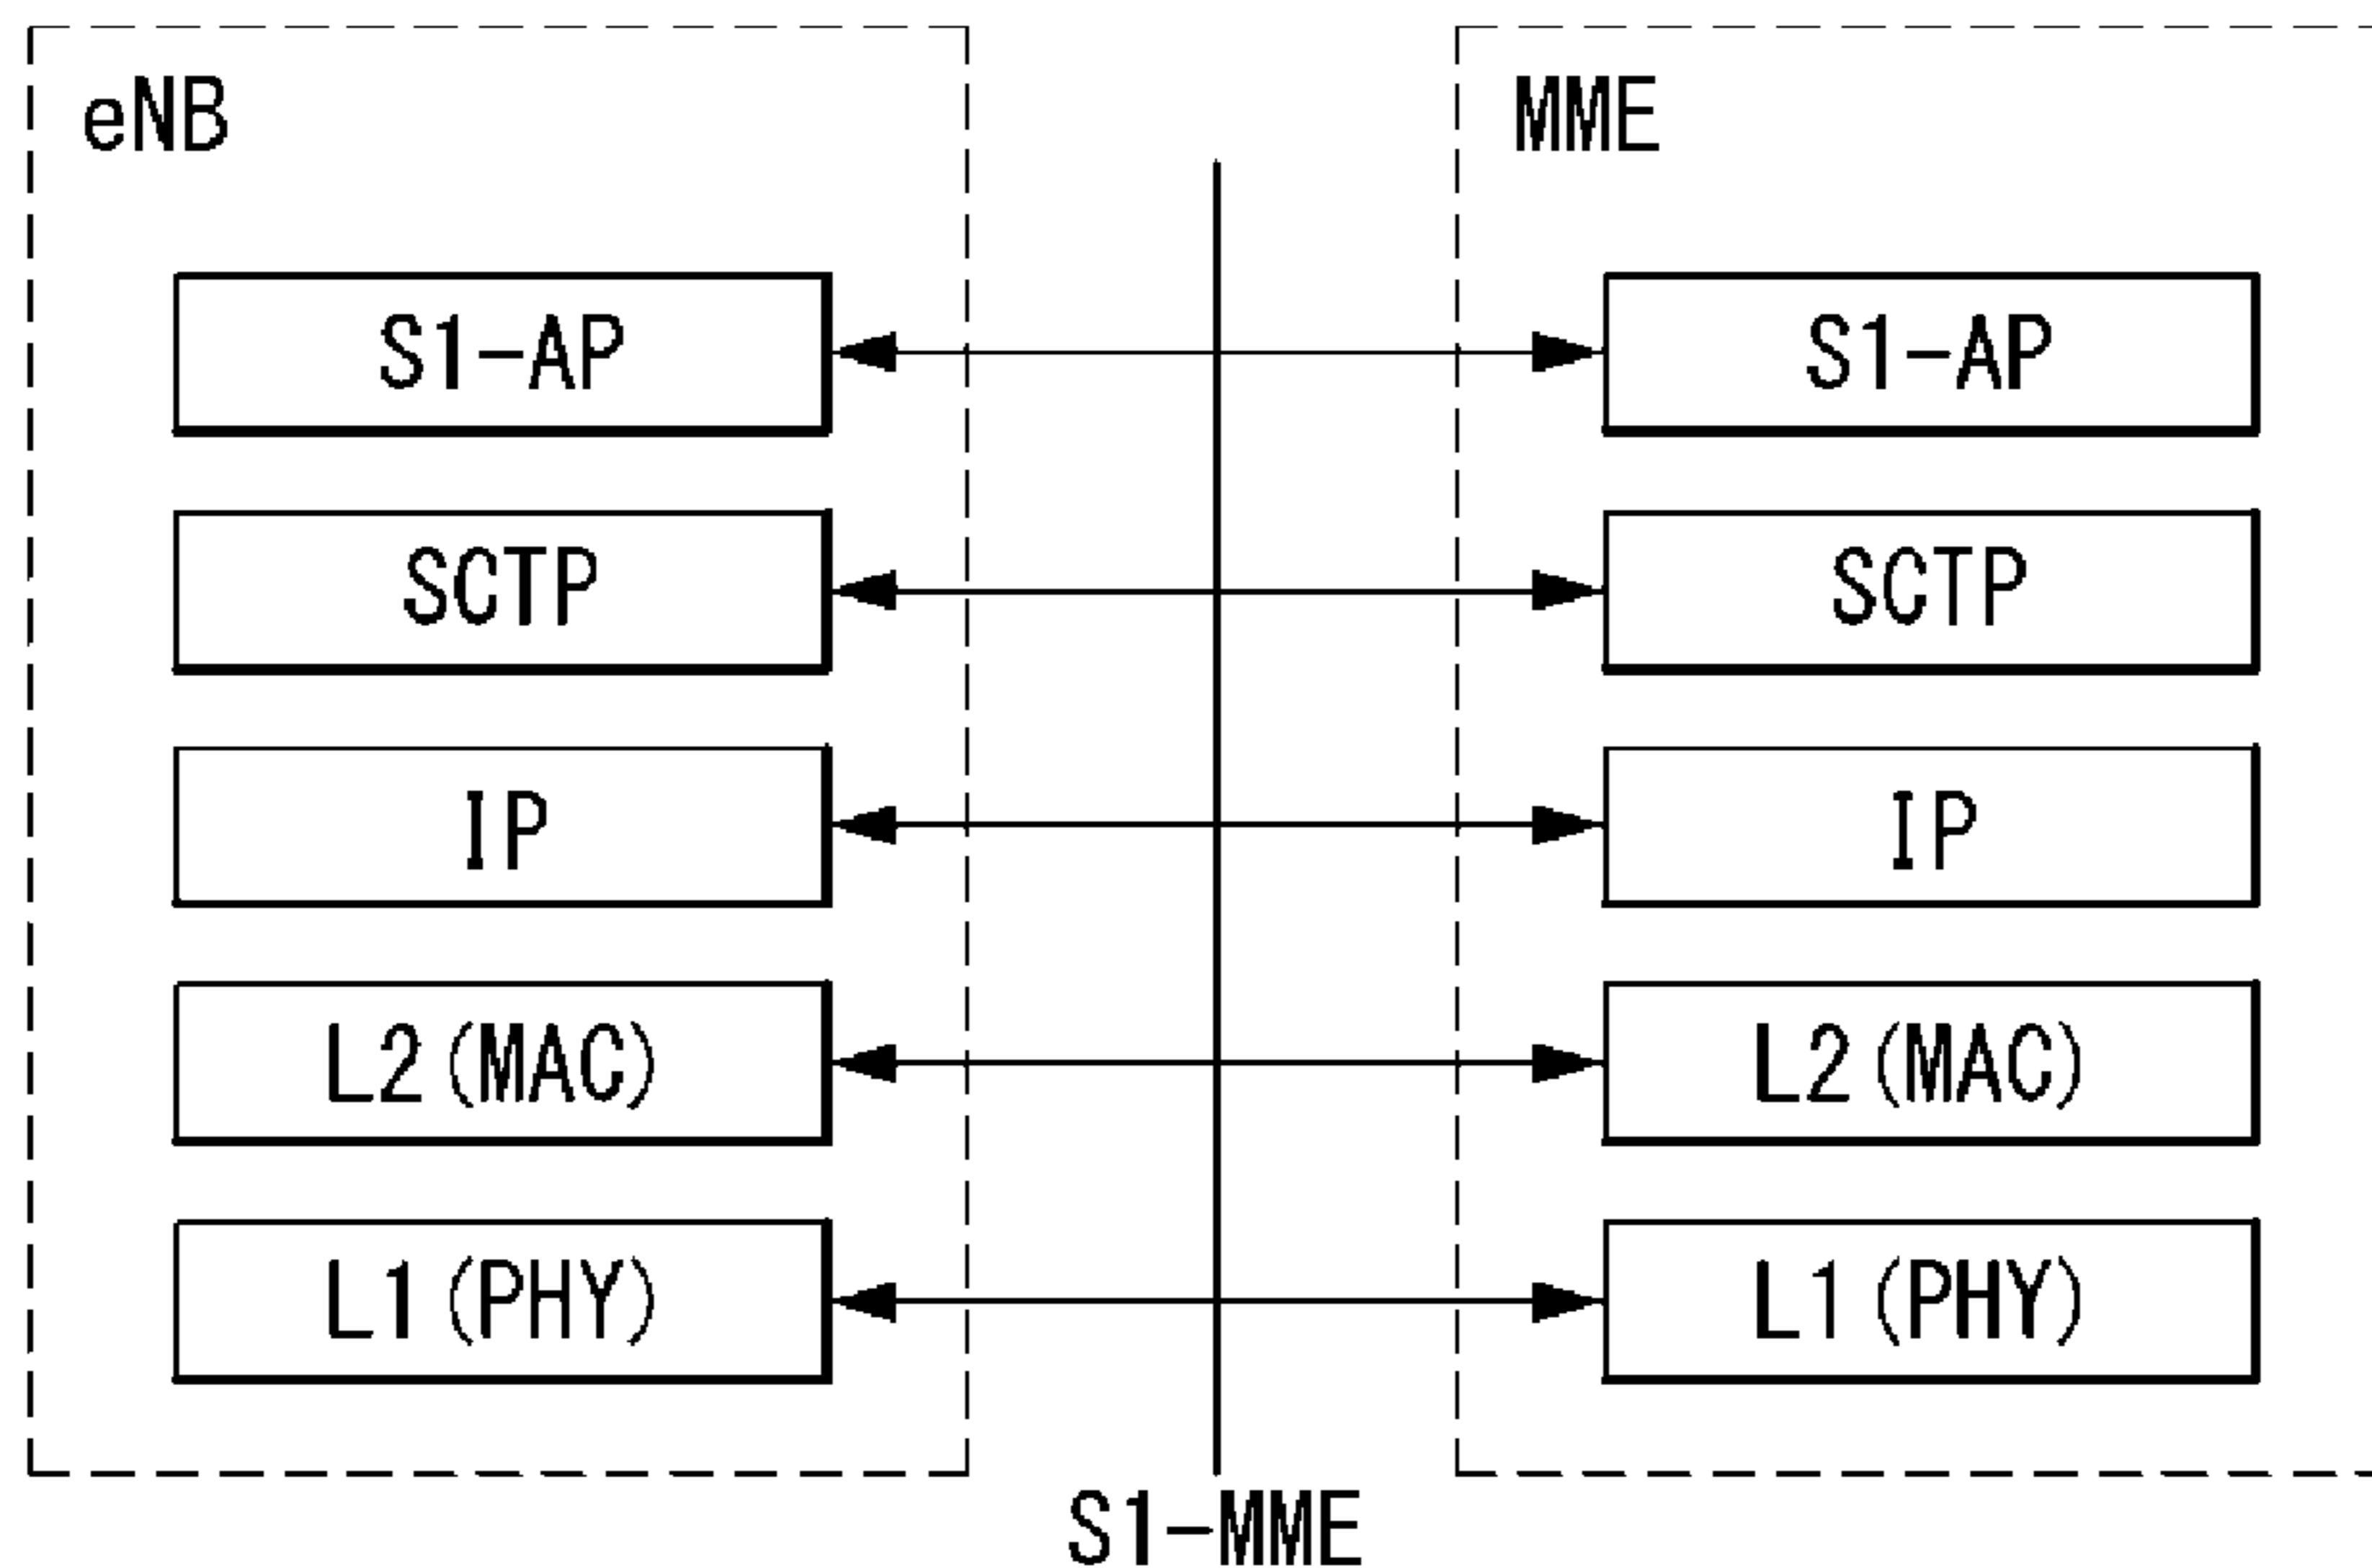 eNB
MME
S1-AP
S1-AP
SCTP
SCTP
IP
IP
L2(MAC)
L2(MAC)
L1(PHY)
L1(PHY)
S1-MME